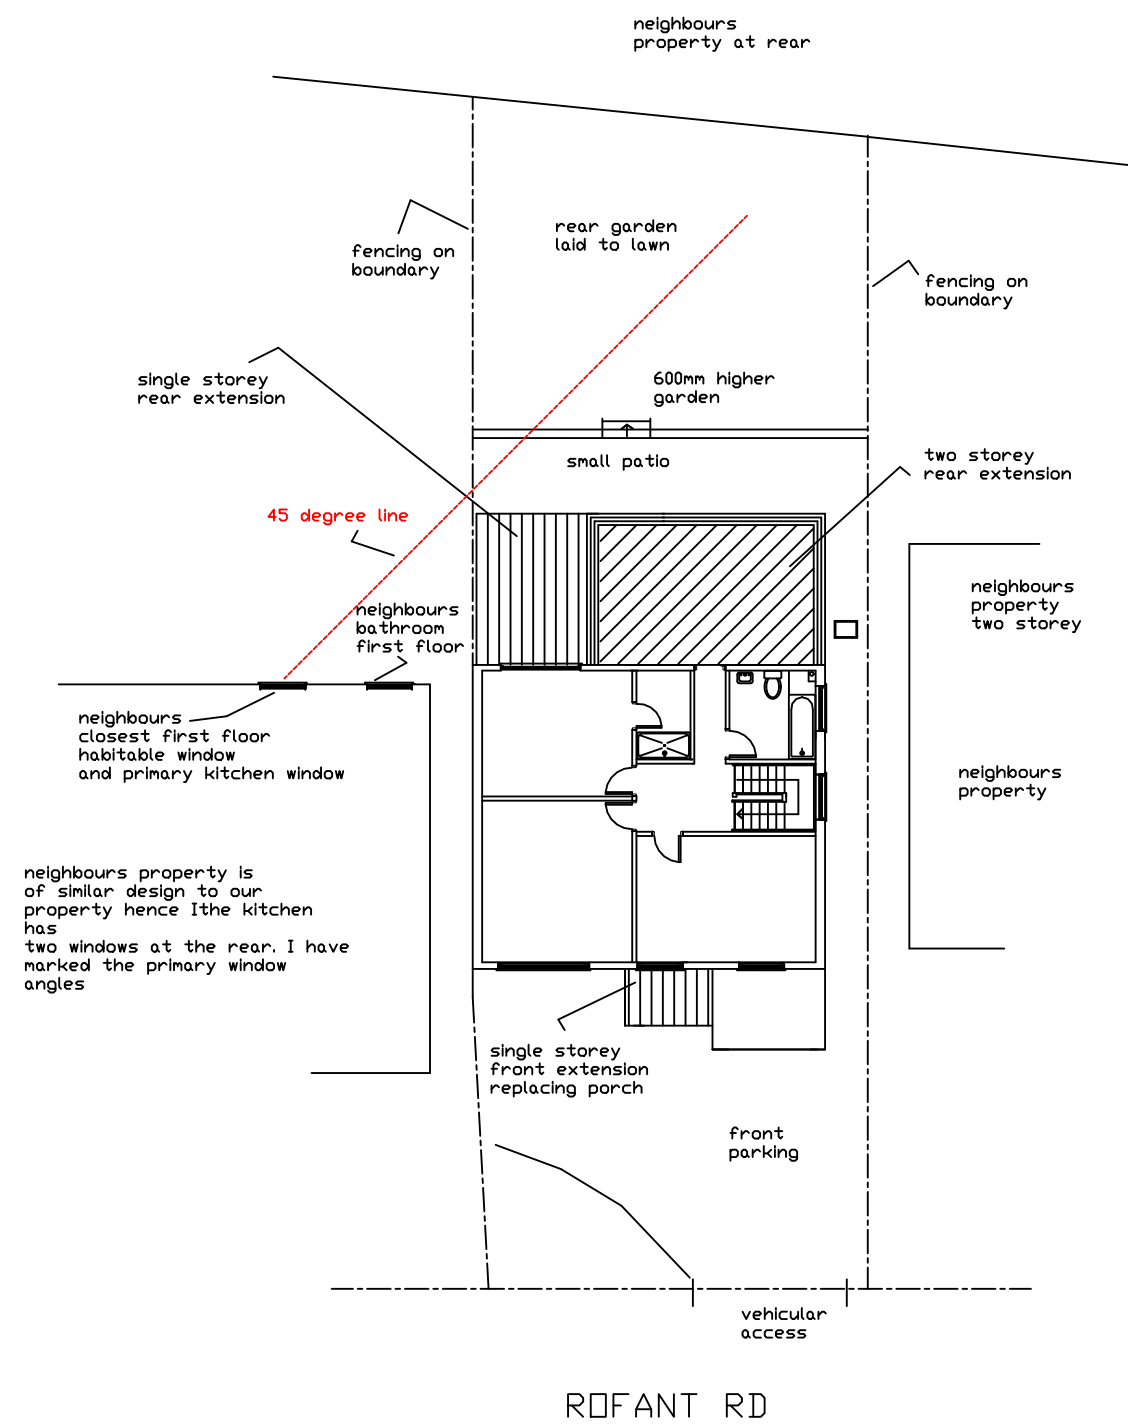 neighbours
property at rear
rear garden
laid to lawn
fencing on
boundary
fencing on
boundary
single storey
rear extension
600mm higher
garden
small patio
two storey
rear extension
45 degree line
neighbours
bathroom
first floor
neighbours
property
two storey
neighbours
closest first floor
habitable window
and primary kitchen window
neighbours
property
neighbours property is
of similar design to our
property hence Ithe kitchen
has
two windows at the rear. I have
marked the primary window
angles
single storey
front extension
replacing porch
front
parking
vehicular
access
ROFANT RD